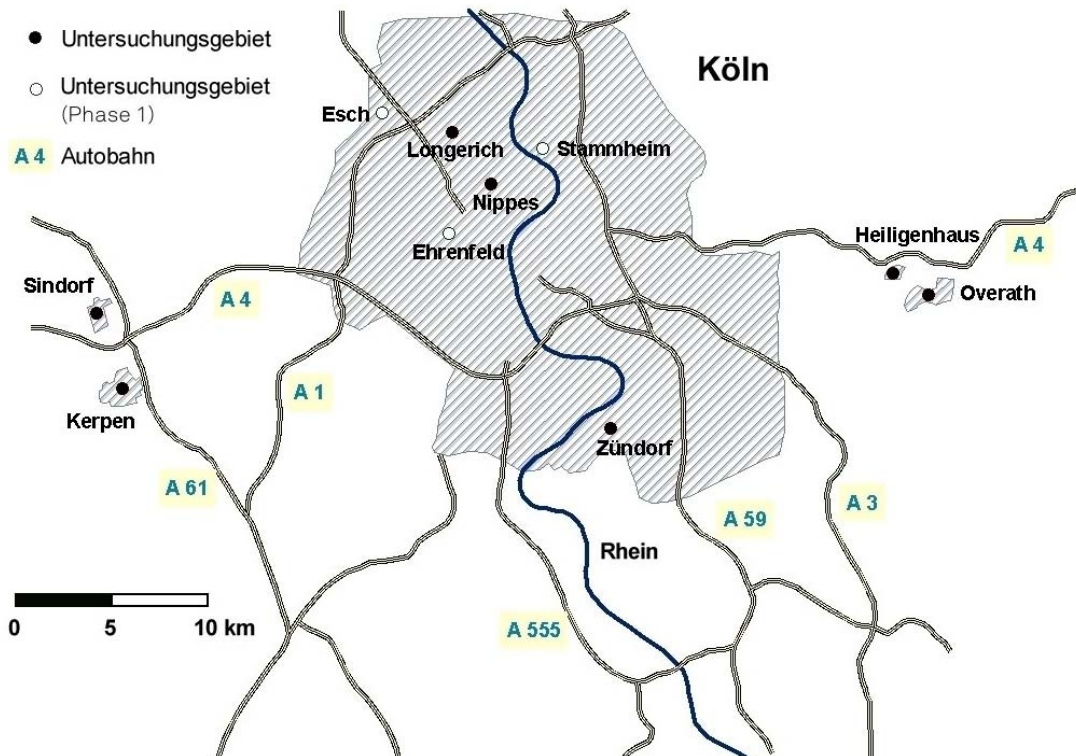 Untersuchungsgebiet
Untersuchungsgebiet
(Phase 1)
A 4 Autobahn
Köln
Esch
Longerich
Stammheim
Nippes
Ehrenfeld
Heiligenhaus
A 4
Sindorf
A 4
Overath
A 1
Kerpen
Zündorf
A 61
A 3
A 59
Rhein
0 5 10 km
A 555